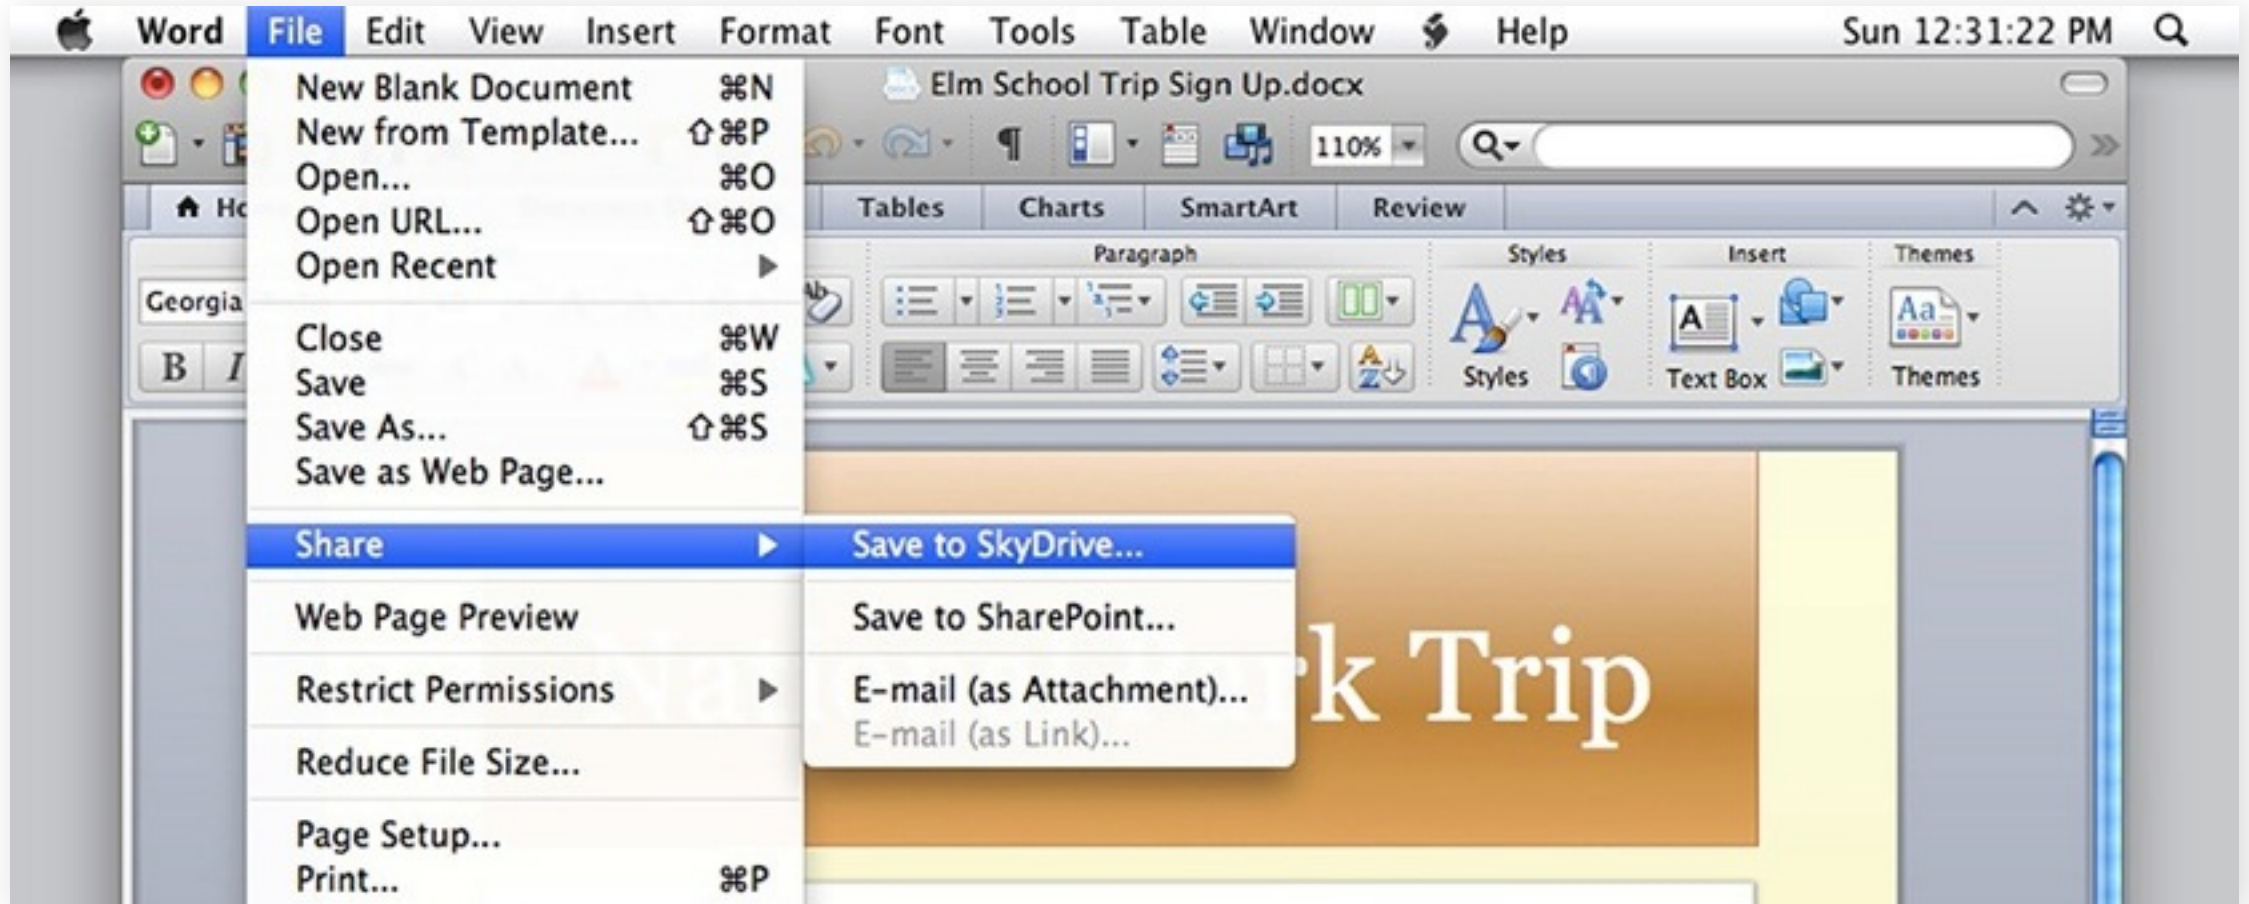 Word File Edit View Insert Format Font Tools Table Window Help Sun 12:31:22 PM
Elm School Trip Sign Up.docx
New Blank Document ⌘N
New from Template... ⇧⌘P
Open... ⌘O
Open URL... ⇧⌘O
Open Recent
Close ⌘W
Save ⌘S
Save As... ⇧⌘S
Save as Web Page...
Share
Web Page Preview
Restrict Permissions
Reduce File Size...
Page Setup...
Print... ⌘P
Save to SkyDrive...
Save to SharePoint...
E-mail (as Attachment)...
E-mail (as Link)...
110%
Tables Charts SmartArt Review
Paragraph Styles Insert Themes
Georgia
B I
Styles Text Box Themes
Trip